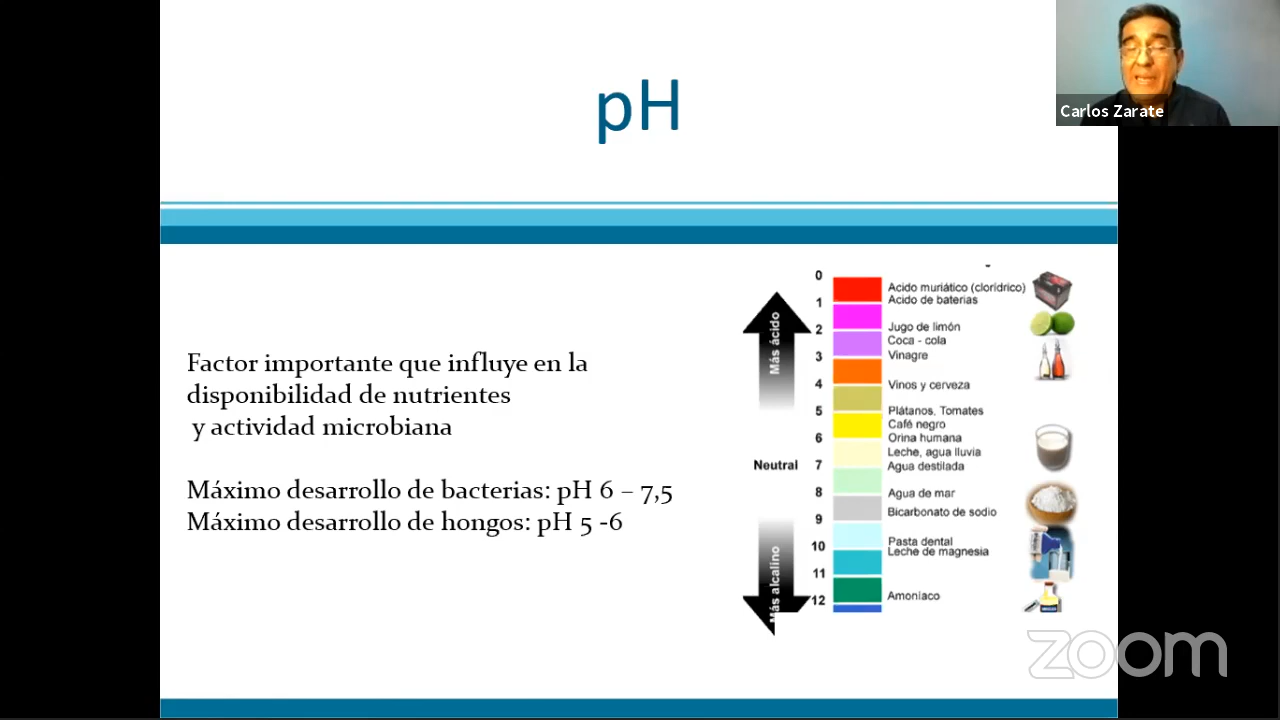 pH
Carlos Zarate
Factor importante que influye en la
disponibilidad de nutrientes
y actividad microbiana
Máximo desarrollo de bacterias: pH 6 – 7,5
Máximo desarrollo de hongos: pH 5 -6
Más ácido
Neutral
Más alcalino
0
1
2
3
4
5
6
7
8
9
10
11
12
Acido muriático (clorídrico)
Acido de baterias
Jugo de limón
Coca - cola
Vinagre
Vinos y cerveza
Plátanos, Tomates
Café negro
Orina humana
Leche, agua lluvia
Agua destilada
Agua de mar
Bicarbonato de sodio
Pasta dental
Leche de magnesia
Amoniaco
zoom